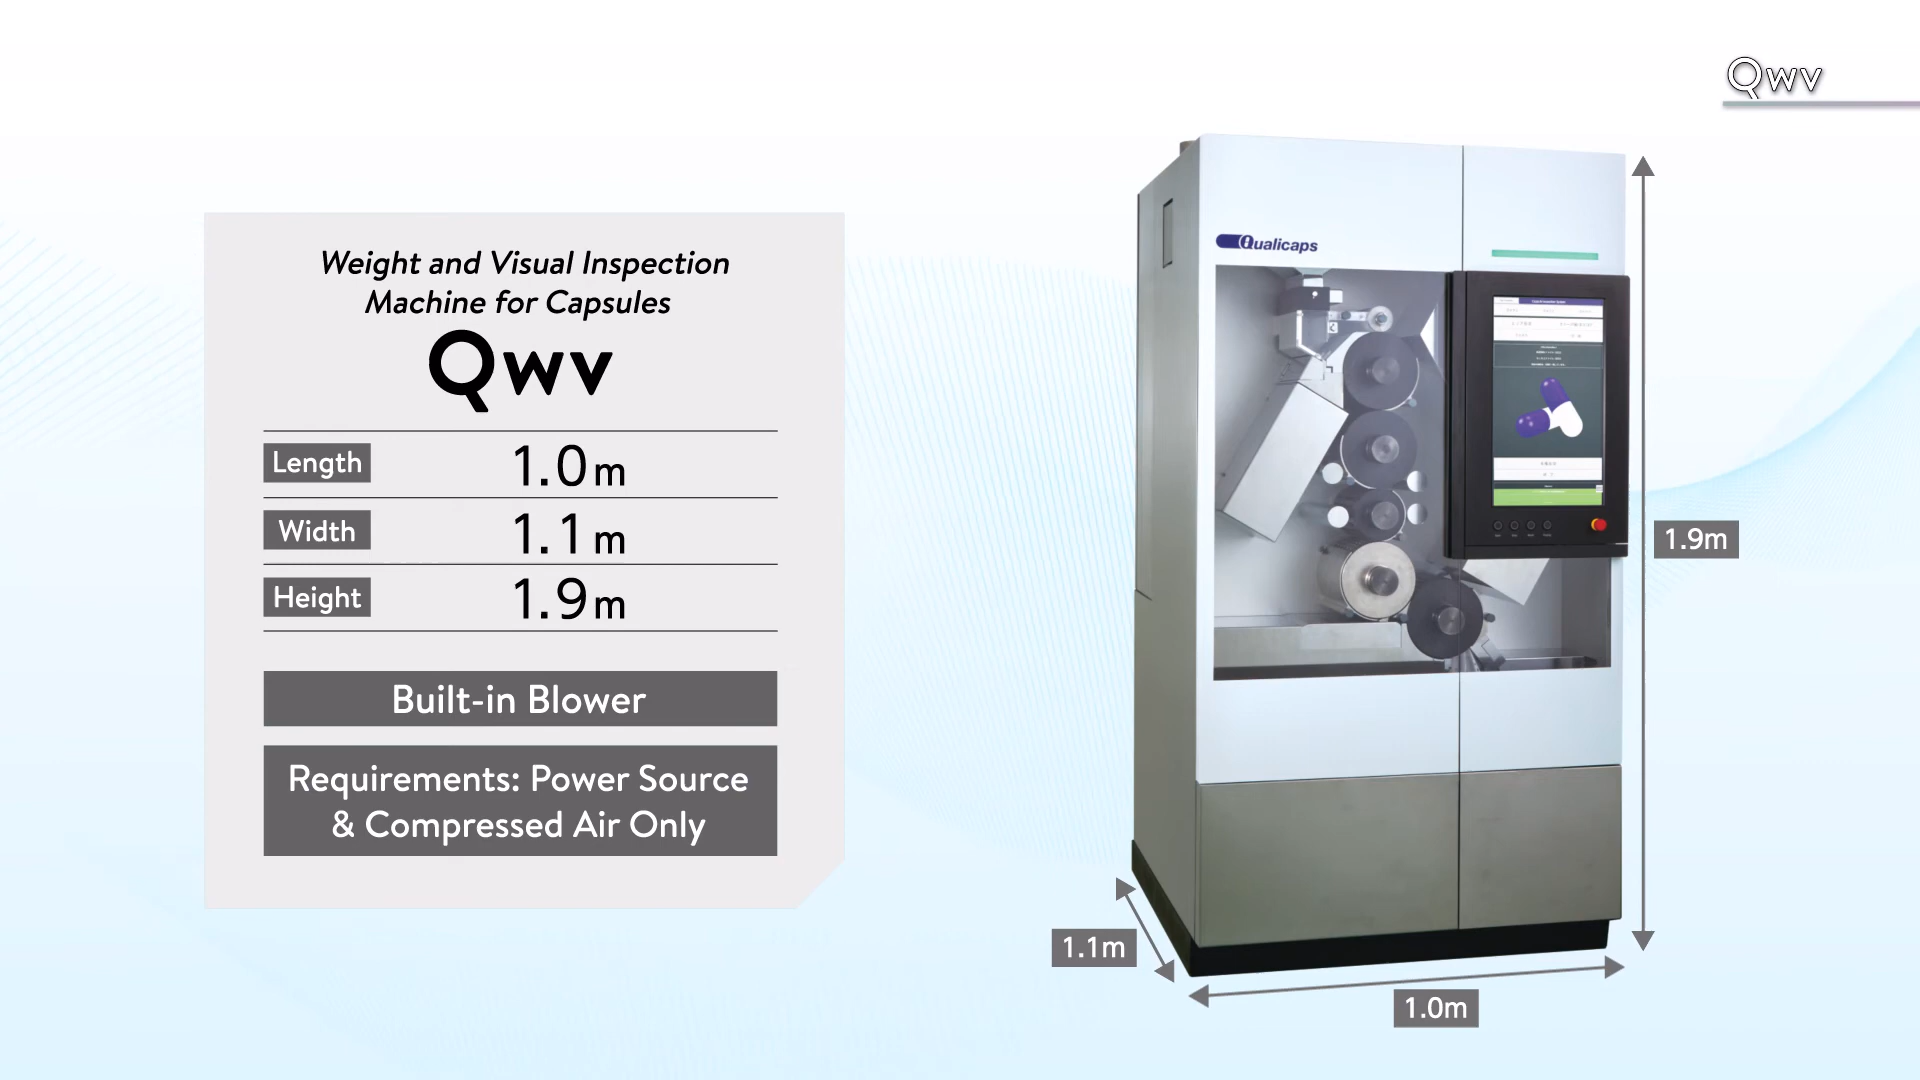 Qwv
Weight and Visual Inspection
Machine for Capsules
Qwv
Length 1.0m
Width 1.1m
Height 1.9m
Built-in Blower
Requirements: Power Source
& Compressed Air Only
Qualicaps
1.9m
1.1m
1.0m